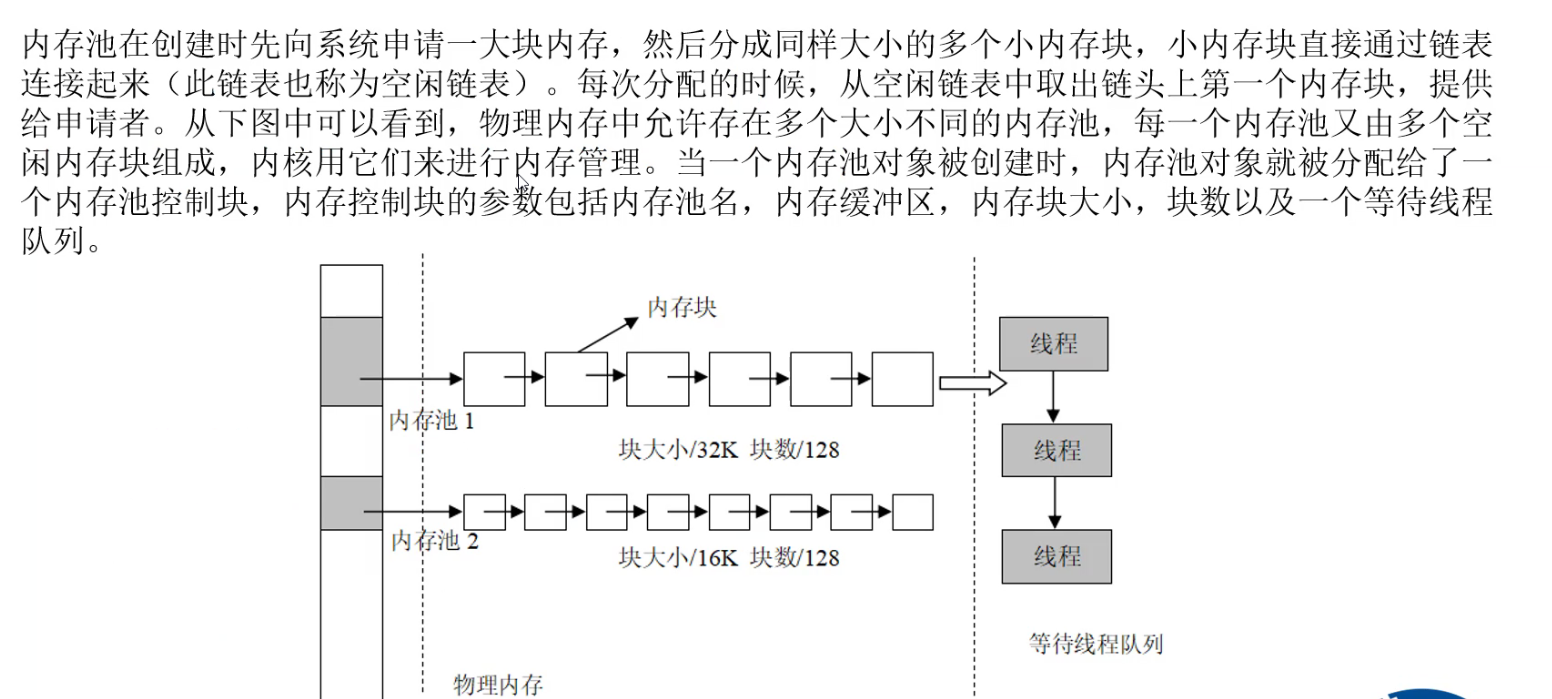 内存池在创建时先向系统申请一大块内存，然后分成同样大小的多个小内存块，小内存块直接通过链表
连接起来（此链表也称为空闲链表）。每次分配的时候，从空闲链表中取出链头上第一个内存块，提供
给申请者。从下图中可以看到，物理内存中允许存在多个大小不同的内存池，每一个内存池又由多个空
闲内存块组成，内核用它们来进行内存管理。当一个内存池对象被创建时，内存池对象就被分配给了一
个内存池控制块，内存控制块的参数包括内存池名，内存缓冲区，内存块大小，块数以及一个等待线程
队列。
内存块
线程
内存池 1
块大小/32K 块数/128
线程
内存池 2
块大小/16K 块数/128
线程
等待线程队列
物理内存